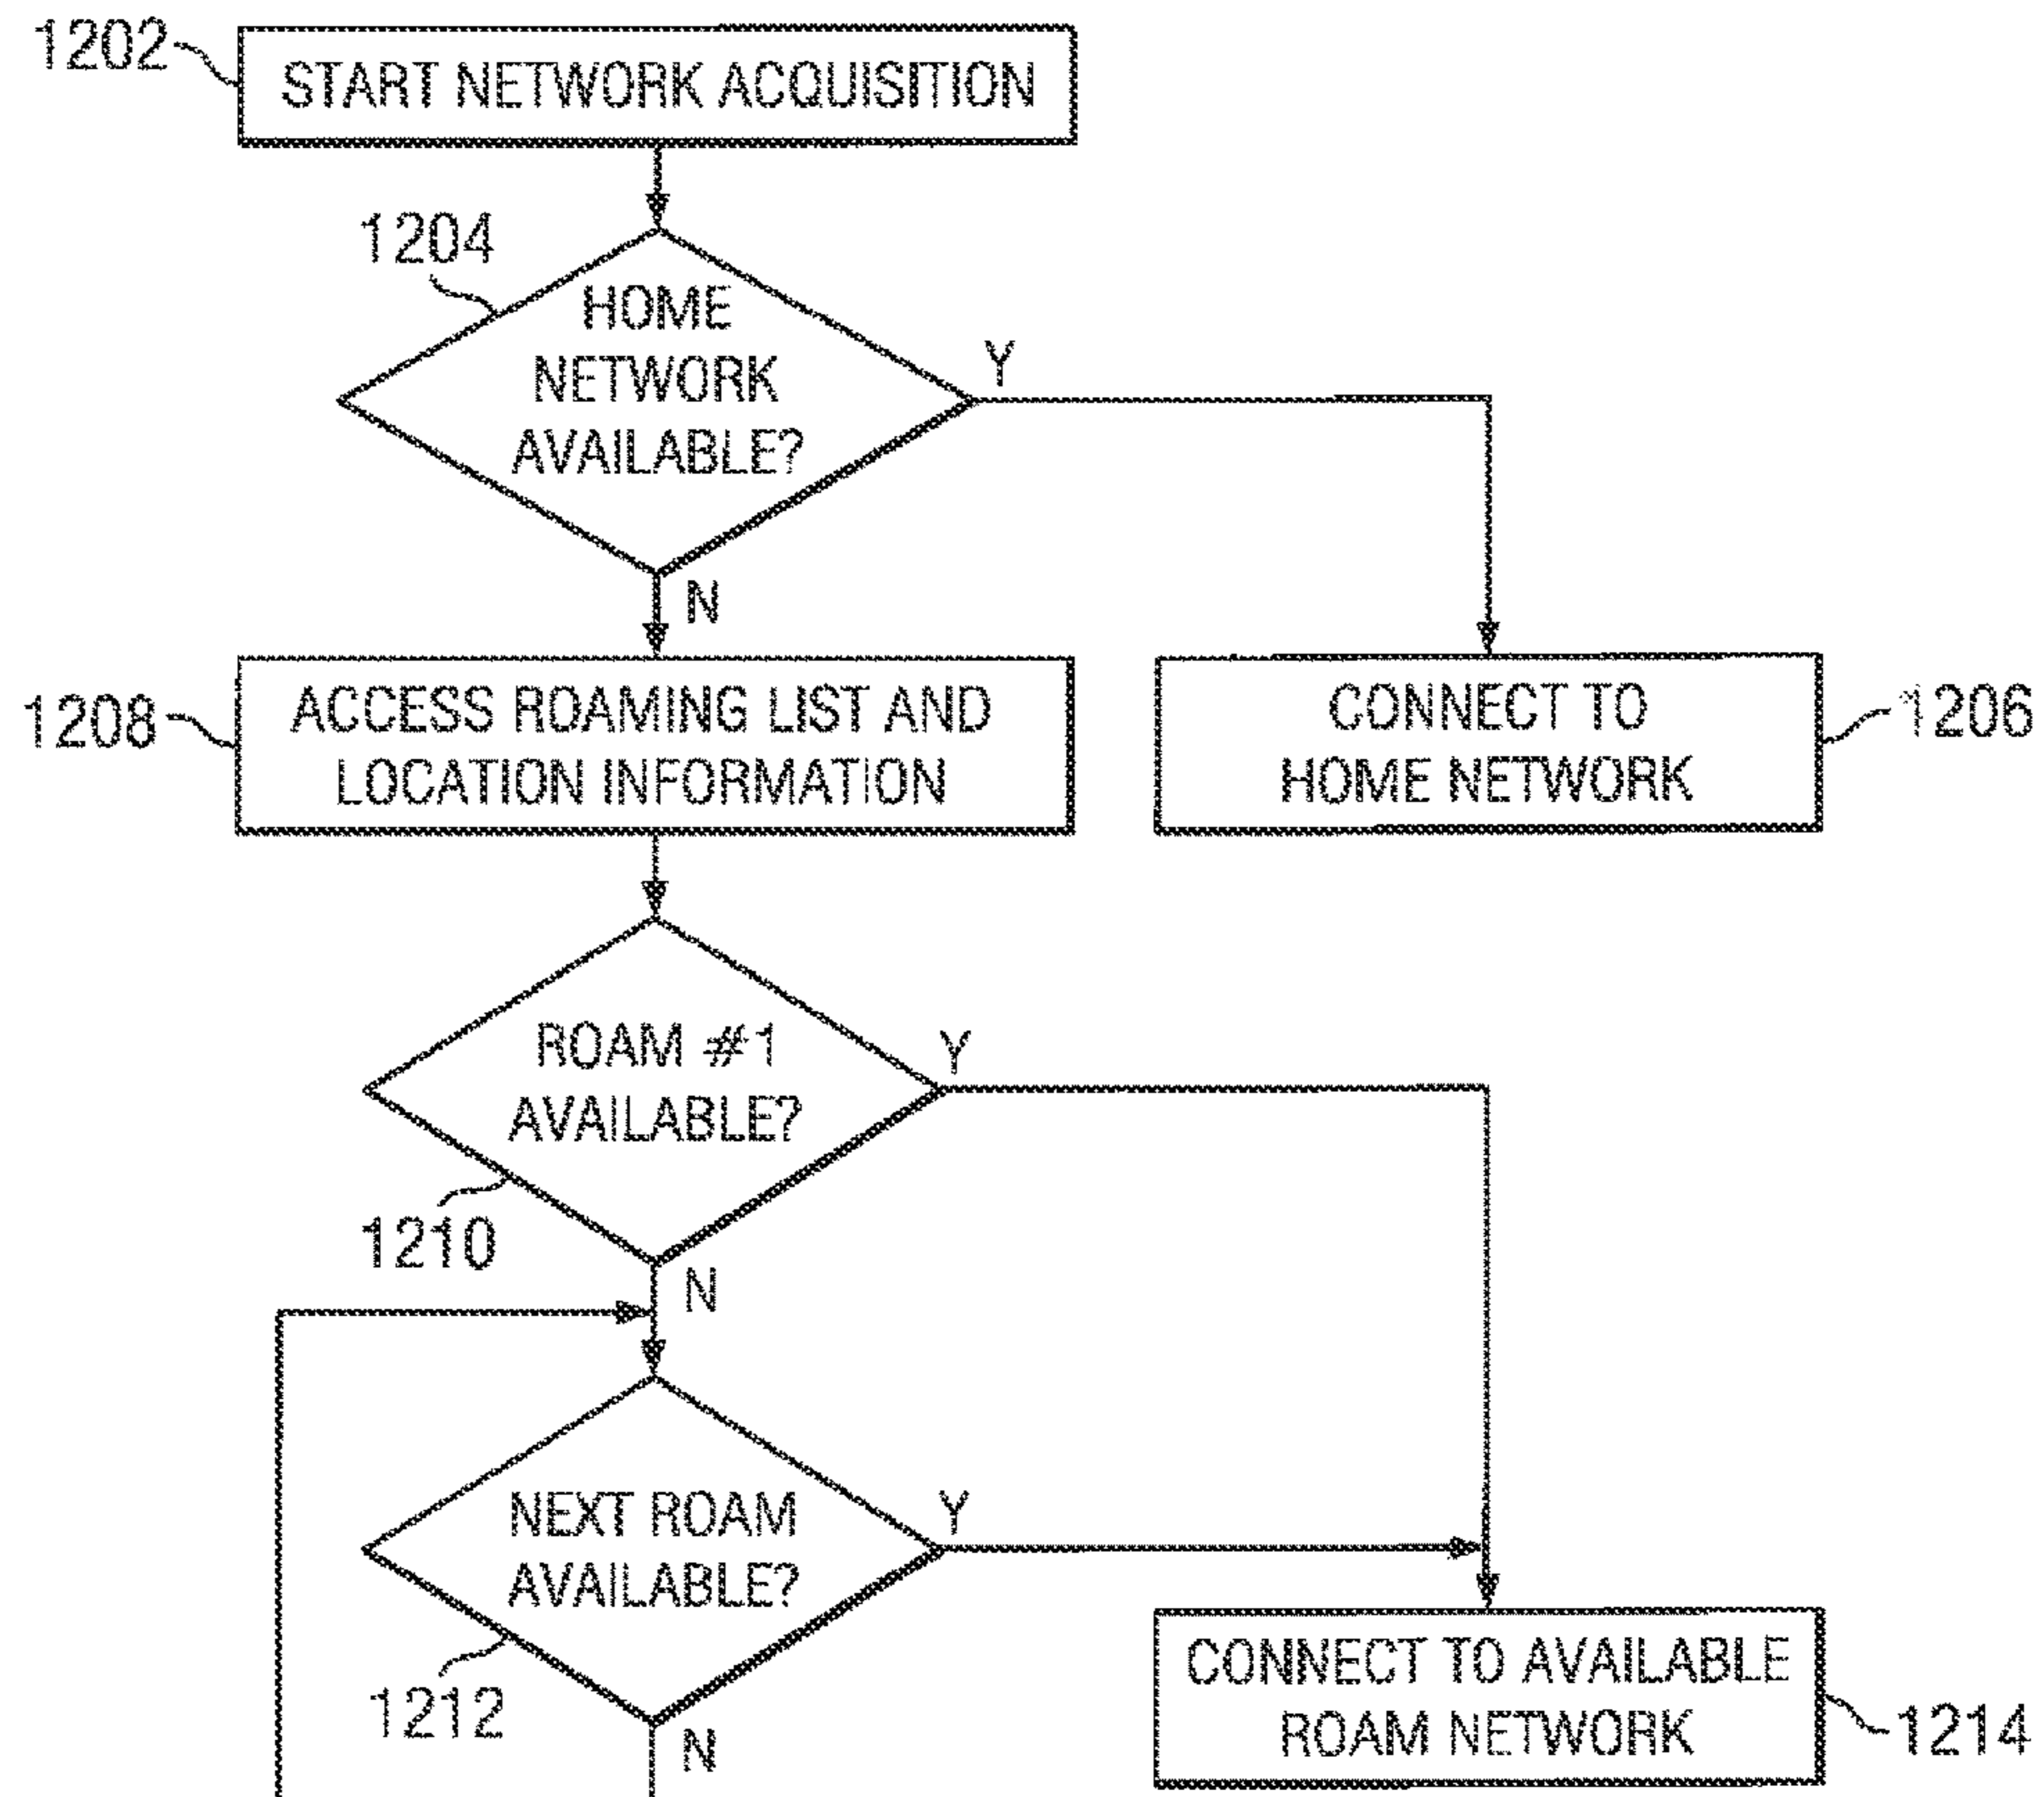 1202
START NETWORK ACQUISITION
1204
HOME
NETWORK
AVAILABLE?
Y
N
1208
ACCESS ROAMING LIST AND
LOCATION INFORMATION
CONNECT TO
HOME NETWORK
1206
ROAM #1
AVAILABLE?
Y
1210
N
NEXT ROAM
AVAILABLE?
Y
1212
N
CONNECT TO AVAILABLE
ROAM NETWORK
1214